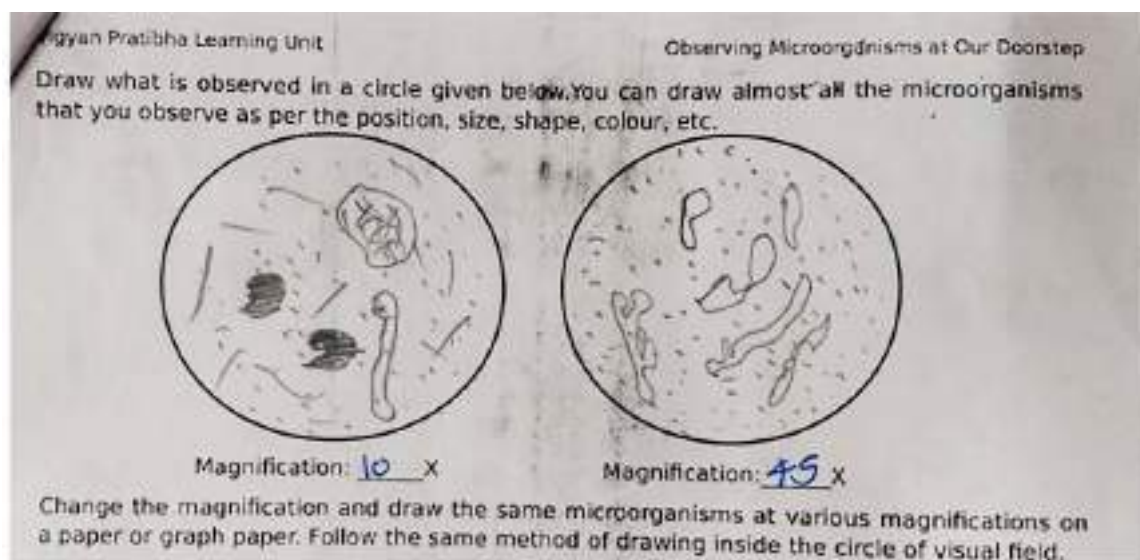 igyan Pratibha Learning Unit
Observing Microorganisms at Our Doorstep
Draw what is observed in a circle given below.You can draw almost all the microorganisms
that you observe as per the position, size, shape, colour, etc.
Magnification: 10 X
Magnification: 45 X
Change the magnification and draw the same microorganisms at various magnifications on
a paper or graph paper. Follow the same method of drawing inside the circle of visual field.